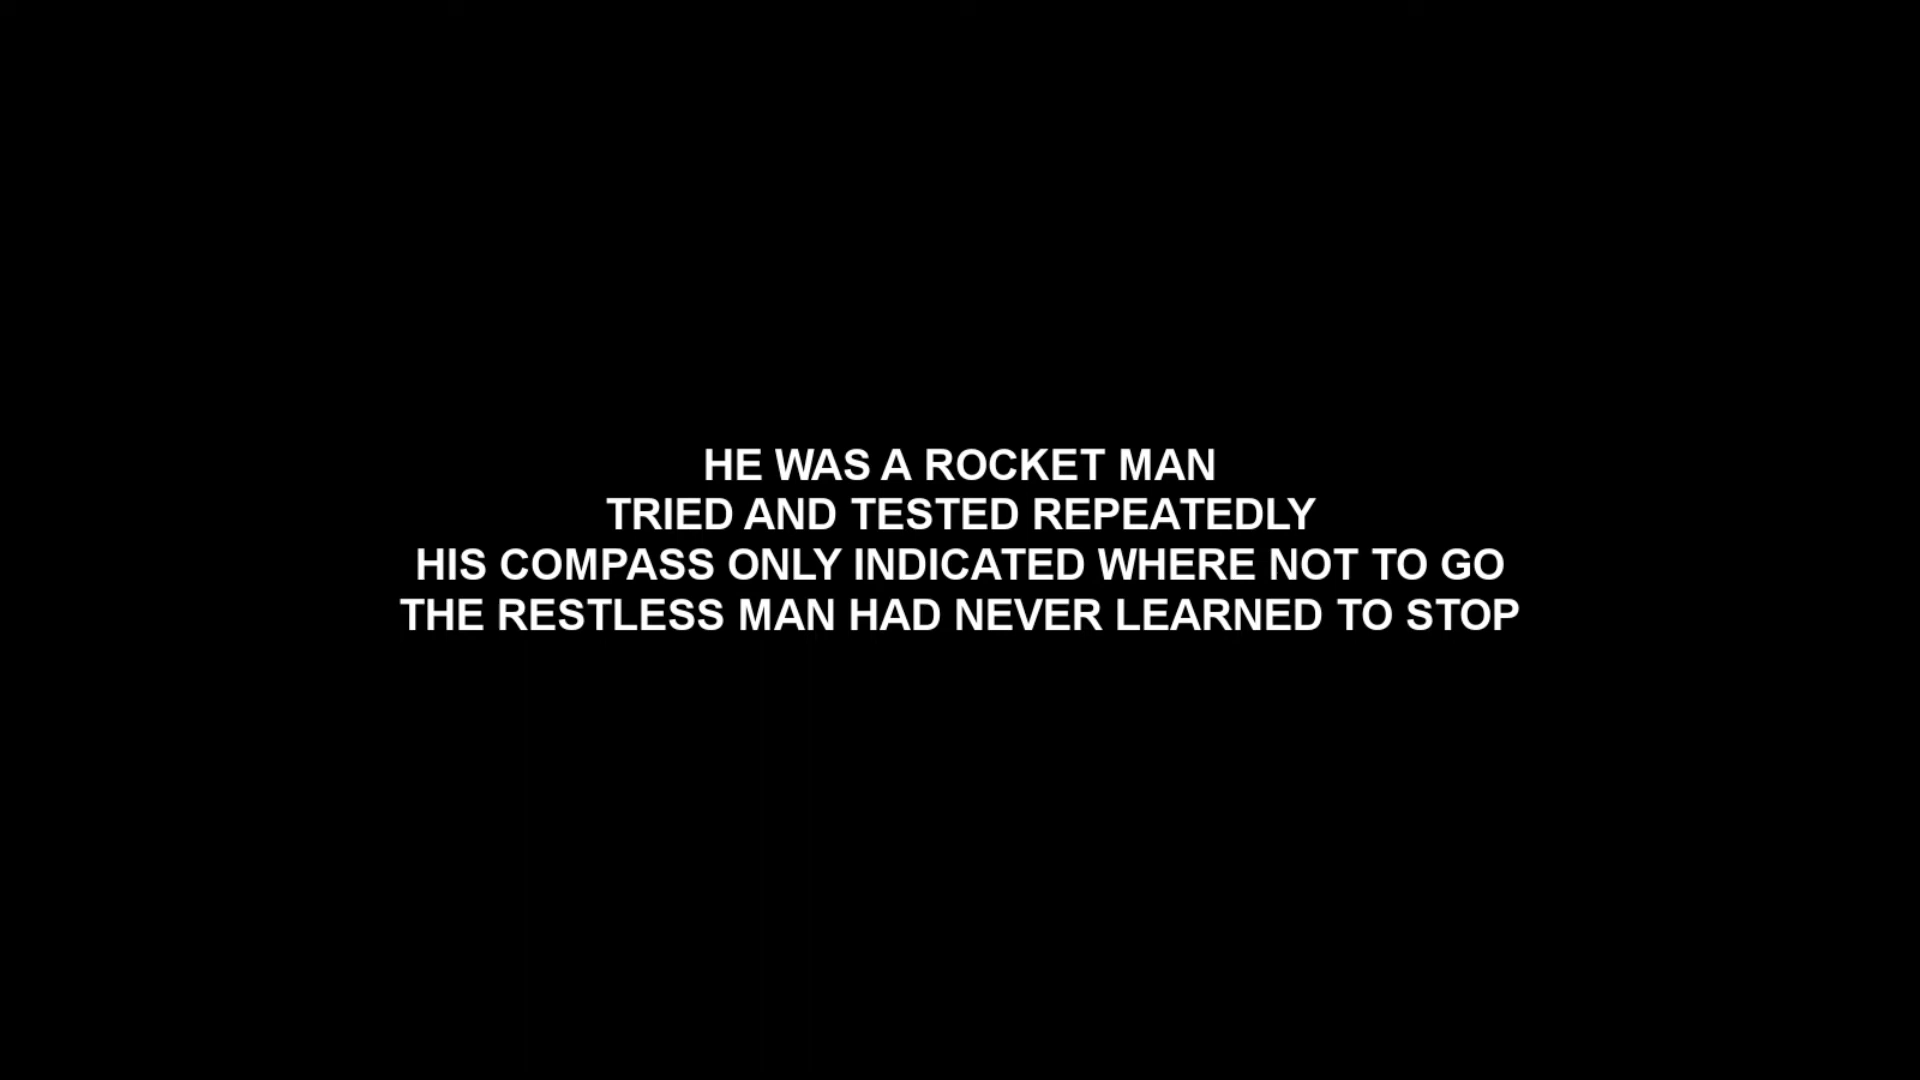 HE WAS A ROCKET MAN
TRIED AND TESTED REPEATEDLY
HIS COMPASS ONLY INDICATED WHERE NOT TO GO
THE RESTLESS MAN HAD NEVER LEARNED TO STOP